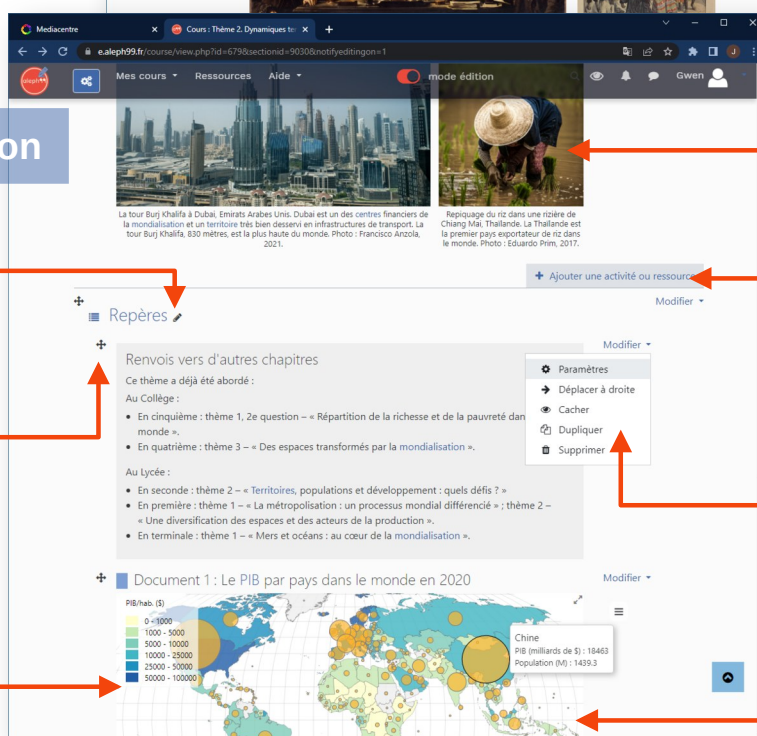 Mediacentre
Cours : Thème 2. Dynamiques ter
e.aleph99.fr/course/view.php?id=679&sectionid=9030&notifyeditingon=1
J
aleph99
Mes cours
Ressources
Aide
mode édition
Gwen
on
La tour Burj Khalifa à Dubai, Emirats Arabes Unis. Dubai est un des centres financiers de
la mondialisation et un territoire très bien desservi en infrastructures de transport. La
tour Burj Khalifa, 830 mètres, est la plus haute du monde. Photo : Francisco Anzola,
2021.
Repiquage du riz dans une rizière de
Chiang Mai, Thaïlande. La Thaïlande est
la premier pays exportateur de riz dans
le monde. Photo : Eduardo Prim, 2017.
+ Ajouter une activité ou ressource
Modifier
Repères
Modifier
Renvois vers d'autres chapitres
Ce thème a déjà été abordé :
Au Collège :
• En cinquième : thème 1, 2e question – « Répartition de la richesse et de la pauvreté dan
monde ».
• En quatrième : thème 3 – « Des espaces transformés par la mondialisation ».
Au Lycée :
• En seconde : thème 2 – « Territoires, populations et développement : quels défis ? »
• En première : thème 1 – « La métropolisation : un processus mondial différencié » ; thème 2 –
« Une diversification des espaces et des acteurs de la production ».
• En terminale : thème 1 – « Mers et océans : au cœur de la mondialisation ».
Paramètres
Déplacer à droite
Cacher
Dupliquer
Supprimer
Document 1 : Le PIB par pays dans le monde en 2020
Modifier
PIB/hab. ($)
0 - 1000
1000 - 5000
5000 - 10000
10000 - 25000
25000 - 50000
50000 - 100000
Chine
PIB (milliards de $) : 18463
Population (M) : 1439.3